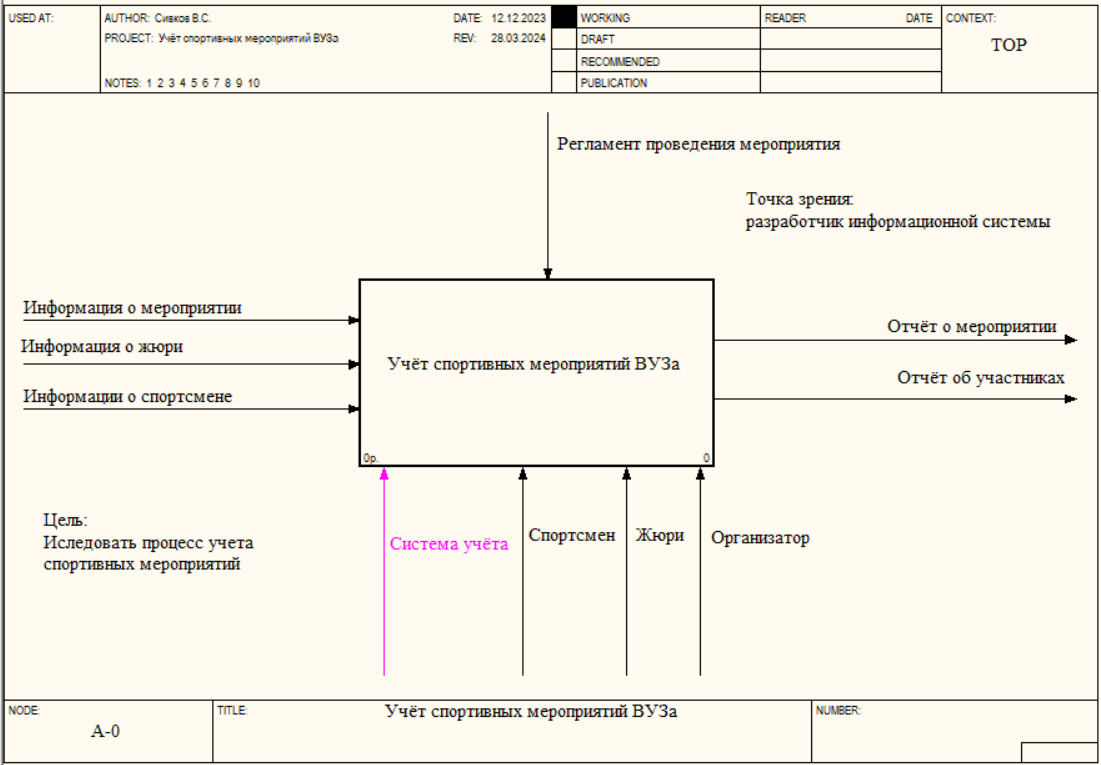 USED AT:
AUTHOR: Сивков В.С.
DATE: 12.12.2023
WORKING
READER
DATE
CONTEXT:
PROJECT: Учёт спортивных мероприятий ВУЗа
REV: 28.03.2024
DRAFT
TOP
RECOMMENDED
NOTES: 1 2 3 4 5 6 7 8 9 10
PUBLICATION
Регламент проведения мероприятия
Точка зрения:
разработчик информационной системы
Информация о мероприятии
Информация о жюри
Информации о спортсмене
Учёт спортивных мероприятий ВУЗа
0р.
0
Отчёт о мероприятии
Отчёт об участниках
Цель:
Иследовать процесс учета
спортивных мероприятий
Система учёта
Спортсмен
Жюри
Организатор
NODE:
A-0
TITLE:
Учёт спортивных мероприятий ВУЗа
NUMBER: